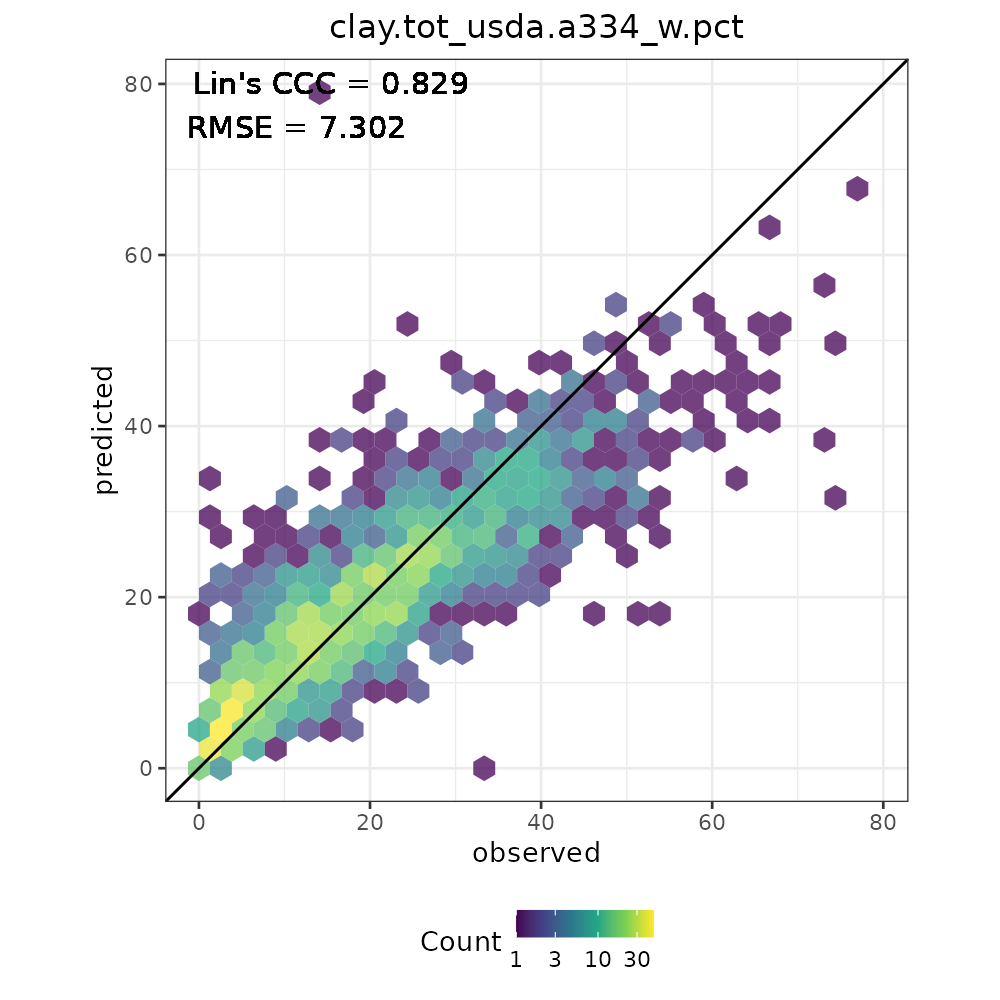 clay.tot_usda.a334_w.pct
Lin's CCC = 0.829
RMSE = 7.302
80
60
40
20
0
predicted
0 20 40 60 80
observed
Count
1 3 10 30